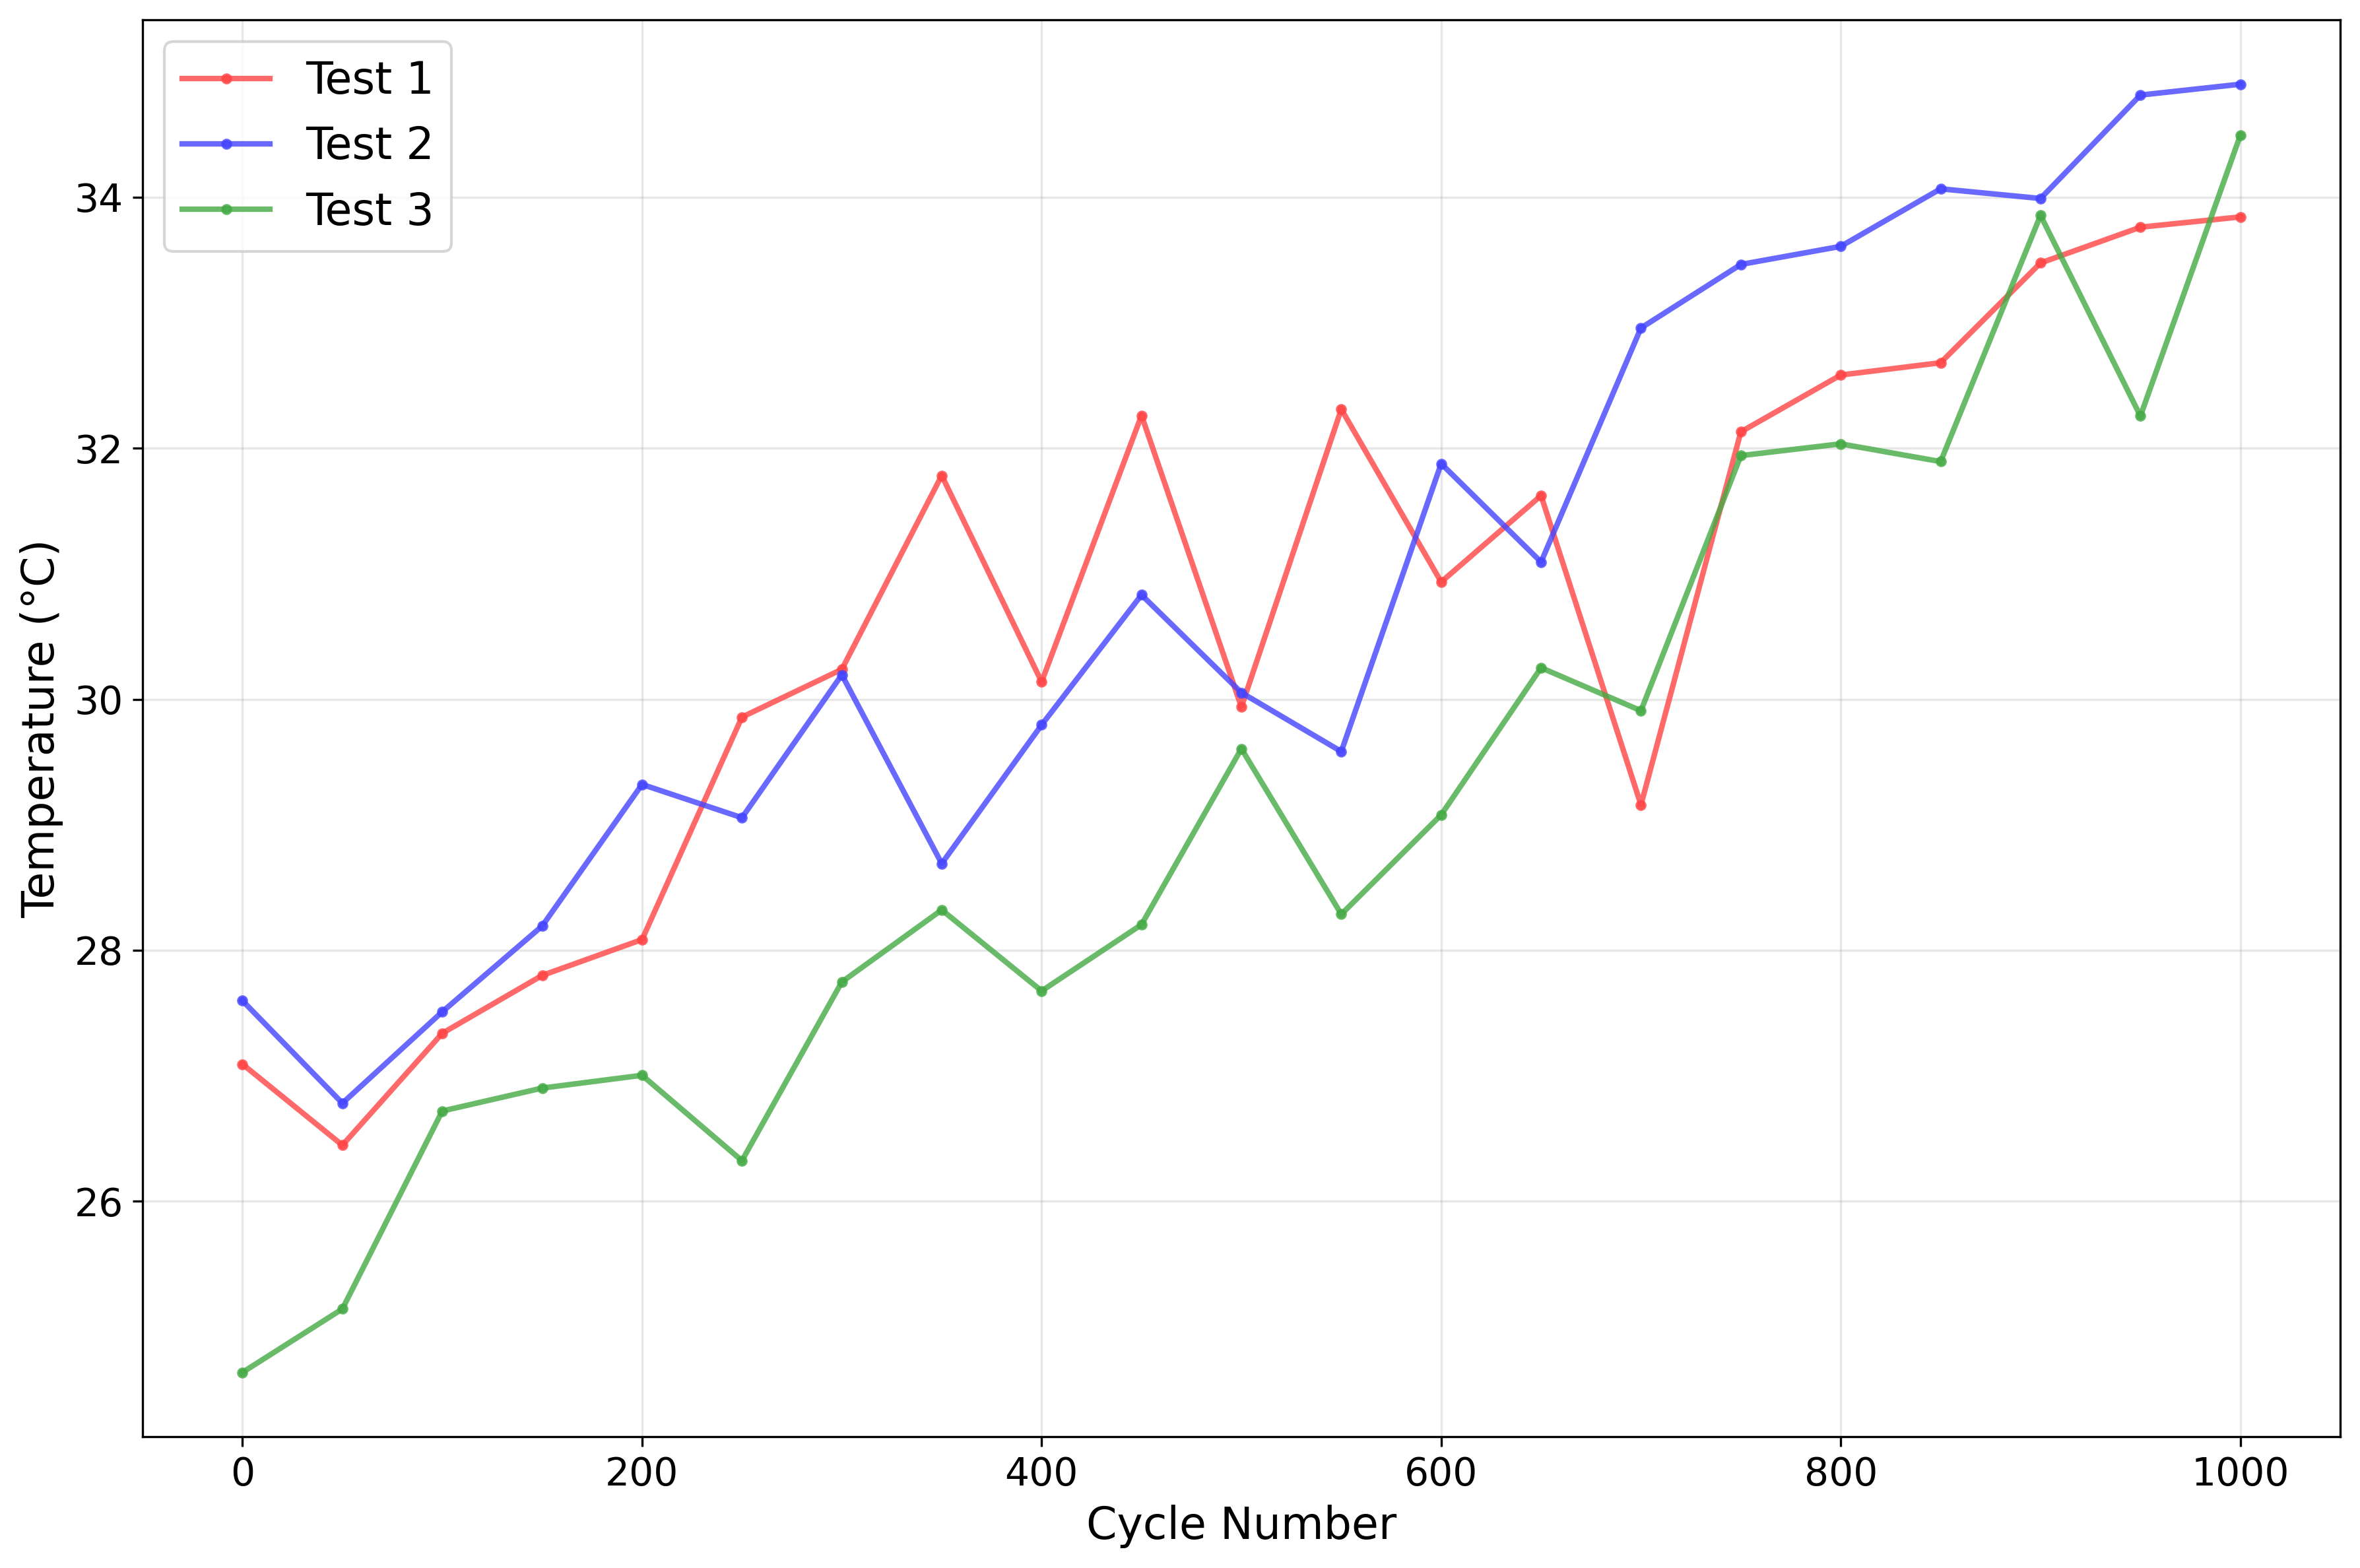 Test 1
Test 2
Test 3
34
32
30
28
26
Temperature (°C)
0 200 400 600 800 1000
Cycle Number